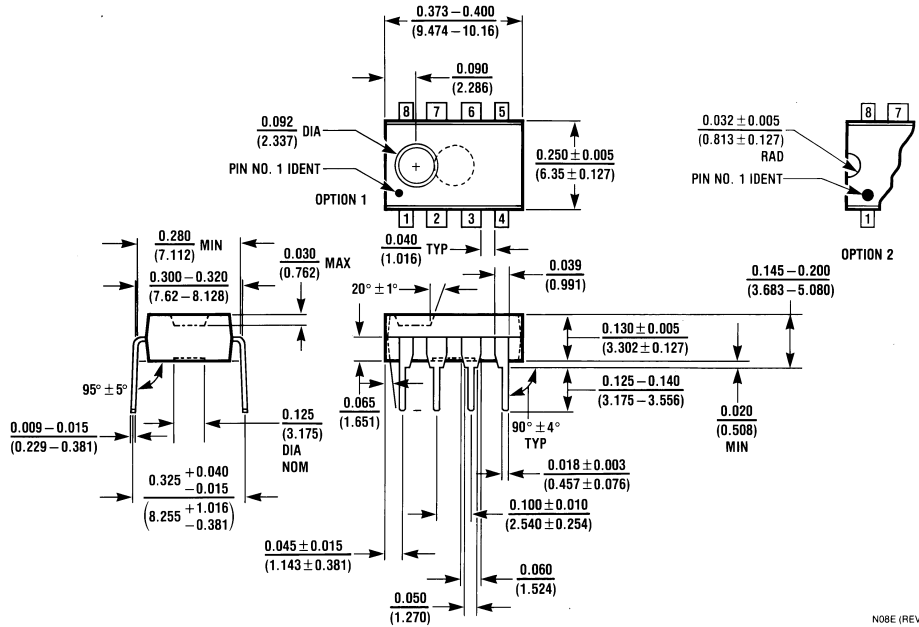 0.373–0.400
(9.474–10.16)
0.090
(2.286)
8 7 6 5
0.092 DIA
(2.337)
PIN NO. 1 IDENT
OPTION 1
0.250 ± 0.005
(6.35 ± 0.127)
1 2 3 4
0.032 ± 0.005
(0.813 ± 0.127)
RAD
PIN NO. 1 IDENT
8 7
1
OPTION 2
0.280 MIN
(7.112)
0.300–0.320
(7.62–8.128)
0.030 MAX
(0.762)
0.040 TYP
(1.016)
0.039
(0.991)
20° ± 1°
0.145–0.200
(3.683–5.080)
0.130 ± 0.005
(3.302 ± 0.127)
0.125–0.140
(3.175–3.556)
0.020
(0.508)
MIN
95° ± 5°
0.009–0.015
(0.229–0.381)
0.125
(3.175)
DIA
NOM
0.065
(1.651)
90° ± 4°
TYP
0.018 ± 0.003
(0.457 ± 0.076)
0.325 +0.040
−0.015
(8.255 +1.016
−0.381)
0.100 ± 0.010
(2.540 ± 0.254)
0.045 ± 0.015
(1.143 ± 0.381)
0.060
(1.524)
0.050
(1.270)
N08E (REV